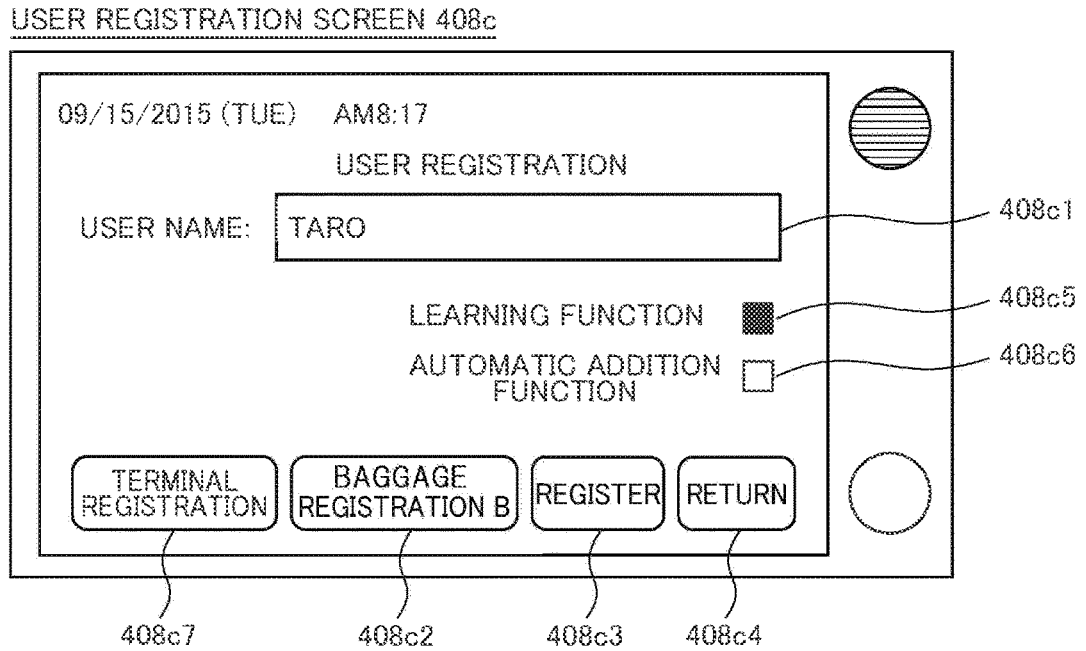 USER REGISTRATION SCREEN 408c
09/15/2015 (TUE) AM8:17
USER REGISTRATION
USER NAME: TARO
408c1
LEARNING FUNCTION
408c5
AUTOMATIC ADDITION
FUNCTION
408c6
TERMINAL
REGISTRATION
BAGGAGE
REGISTRATION B
REGISTER
RETURN
408c7 408c2 408c3 408c4